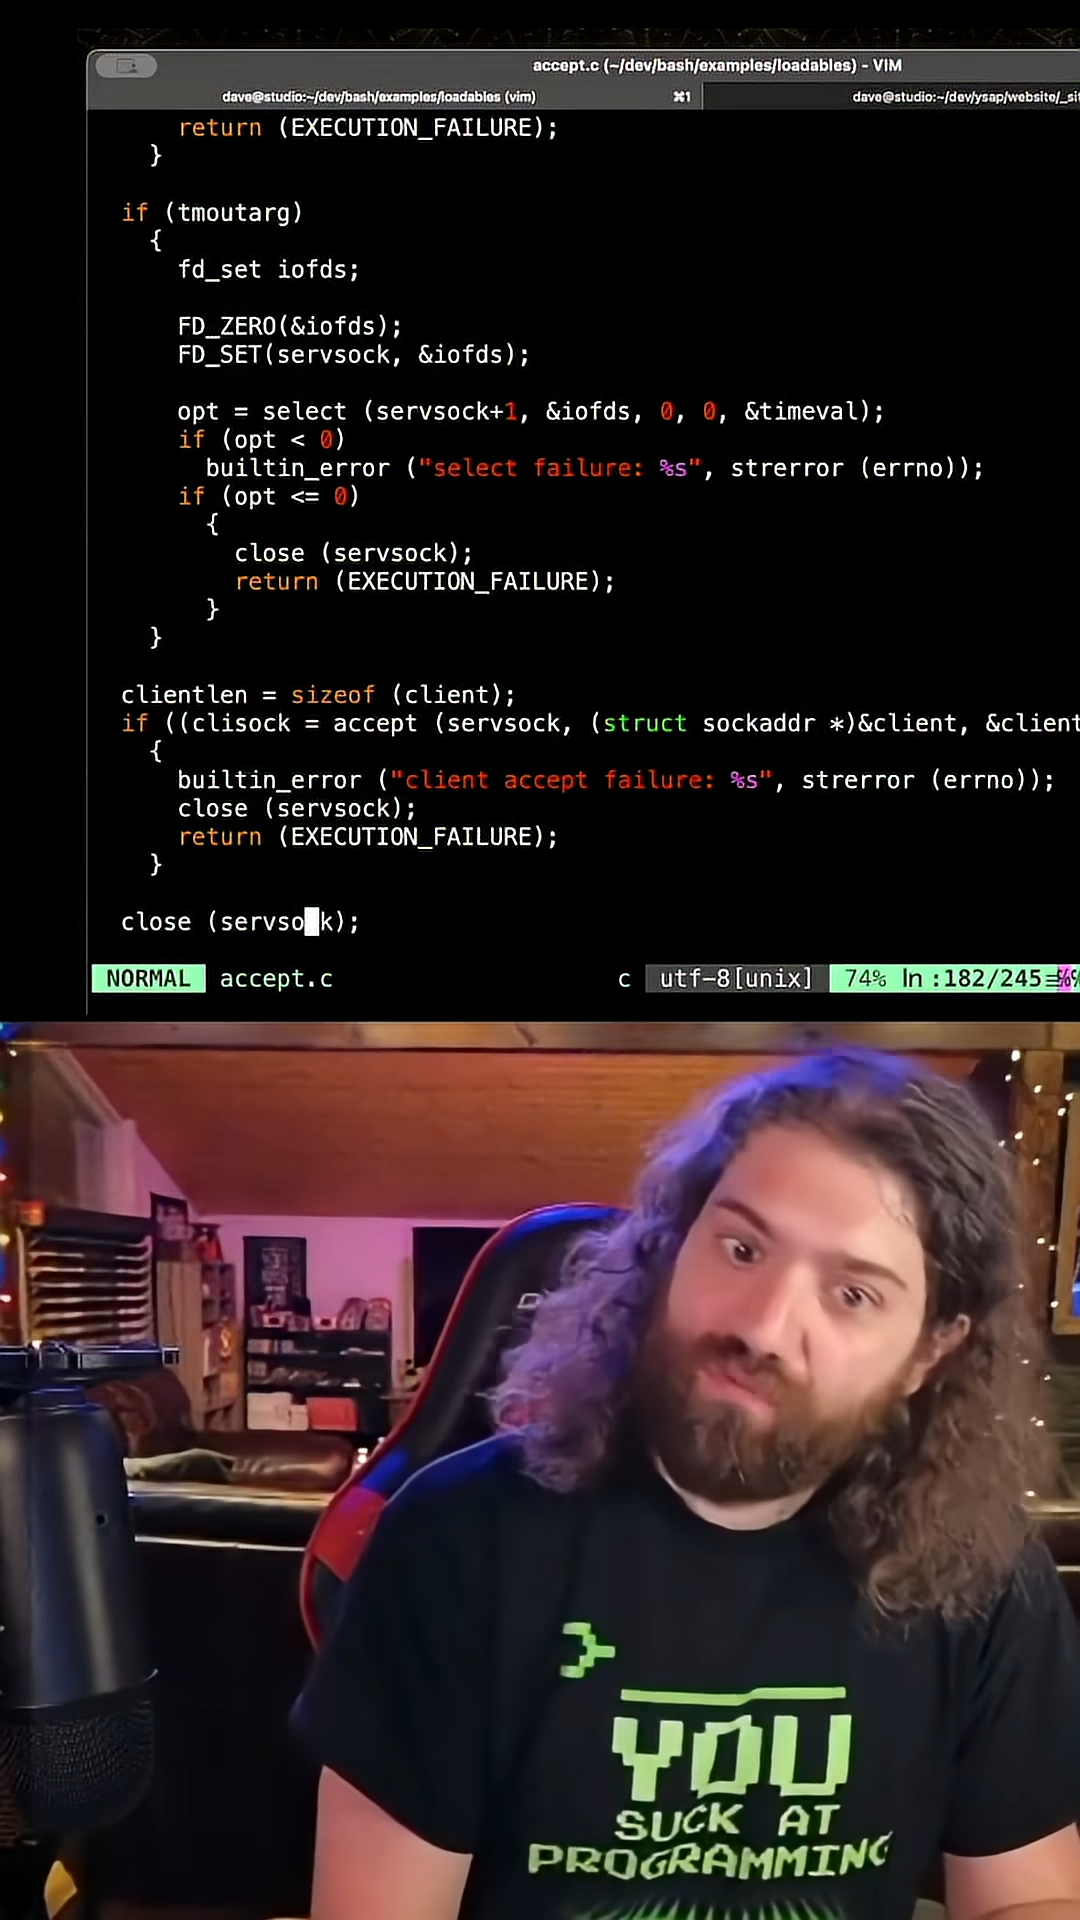 accept.c (~/dev/bash/examples/loadables) - VIM
dave@studio:~/dev/bash/examples/loadables (vim) ⌘1 dave@studio:~/dev/ysap/website/_si
return (EXECUTION_FAILURE);
}
if (tmoutarg)
{
fd_set iofds;
FD_ZERO(&iofds);
FD_SET(servsock, &iofds);
opt = select (servsock+1, &iofds, 0, 0, &timeval);
if (opt < 0)
builtin_error ("select failure: %s", strerror (errno));
if (opt <= 0)
{
close (servsock);
return (EXECUTION_FAILURE);
}
}
clientlen = sizeof (client);
if ((clisock = accept (servsock, (struct sockaddr *)&client, &client
{
builtin_error ("client accept failure: %s", strerror (errno));
close (servsock);
return (EXECUTION_FAILURE);
}
close (servsock);
NORMAL accept.c c utf-8[unix] 74% ln :182/245
YOU
SUCK AT
PROGRAMMING